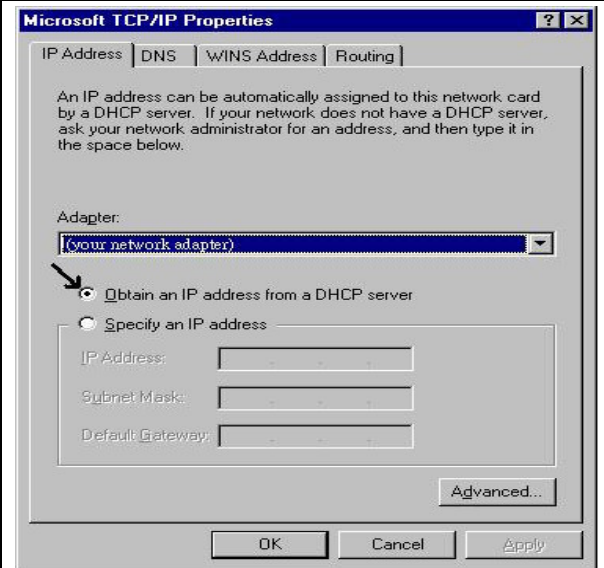 Microsoft TCP/IP Properties
IP Address DNS WINS Address Routing
An IP address can be automatically assigned to this network card
by a DHCP server. If your network does not have a DHCP server,
ask your network administrator for an address, and then type it in
the space below.
Adapter:
(your network adapter)
Obtain an IP address from a DHCP server
Specify an IP address
IP Address:
Subnet Mask:
Default Gateway:
Advanced...
OK Cancel Apply